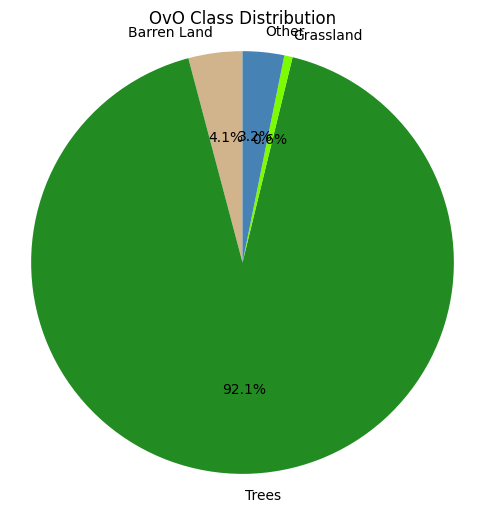 OvO Class Distribution
Other
Barren Land
Grassland
4.1%
3.2%
0.6%
92.1%
Trees